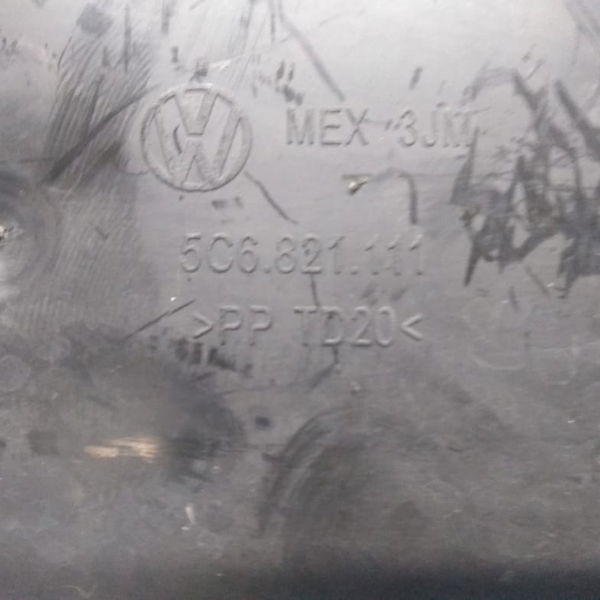 MEX 3JM
5C6.821.111
>PP TD20<